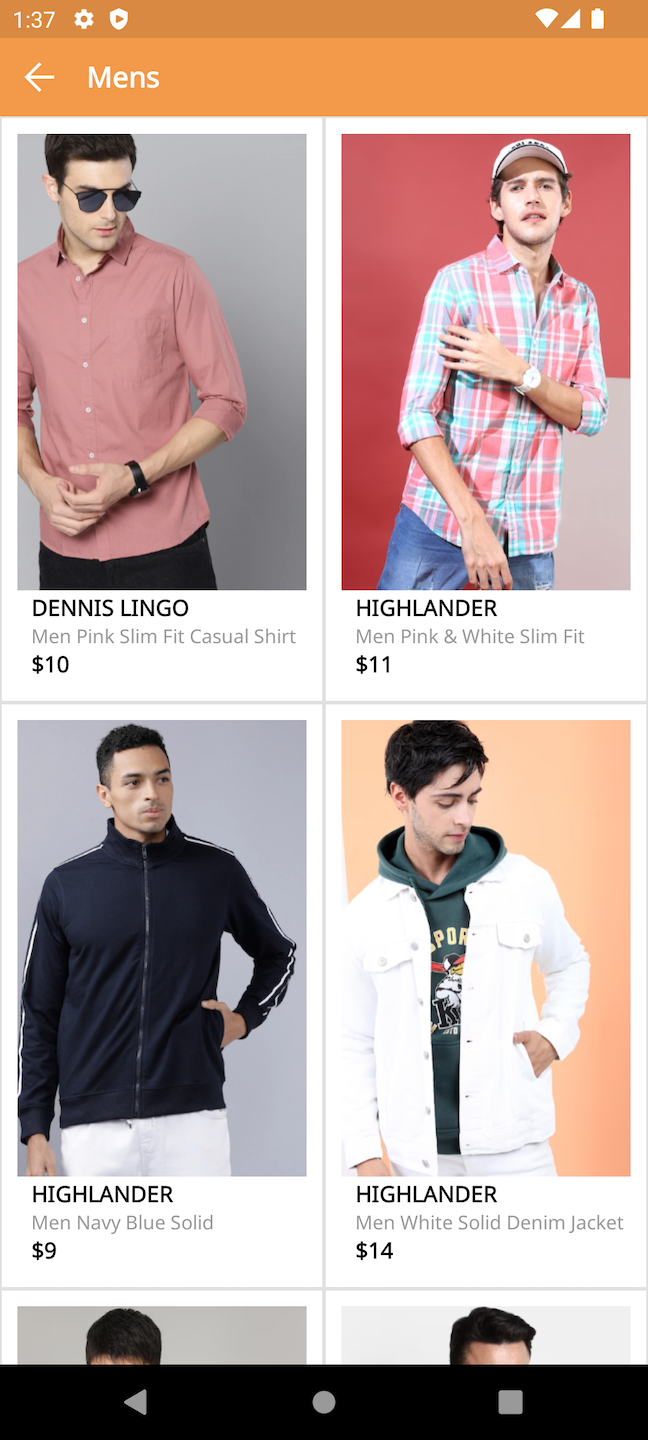 1:37
Mens
DENNIS LINGO
Men Pink Slim Fit Casual Shirt
$10
HIGHLANDER
Men Pink & White Slim Fit
$11
SPOR
HIGHLANDER
Men Navy Blue Solid
$9
HIGHLANDER
Men White Solid Denim Jacket
$14